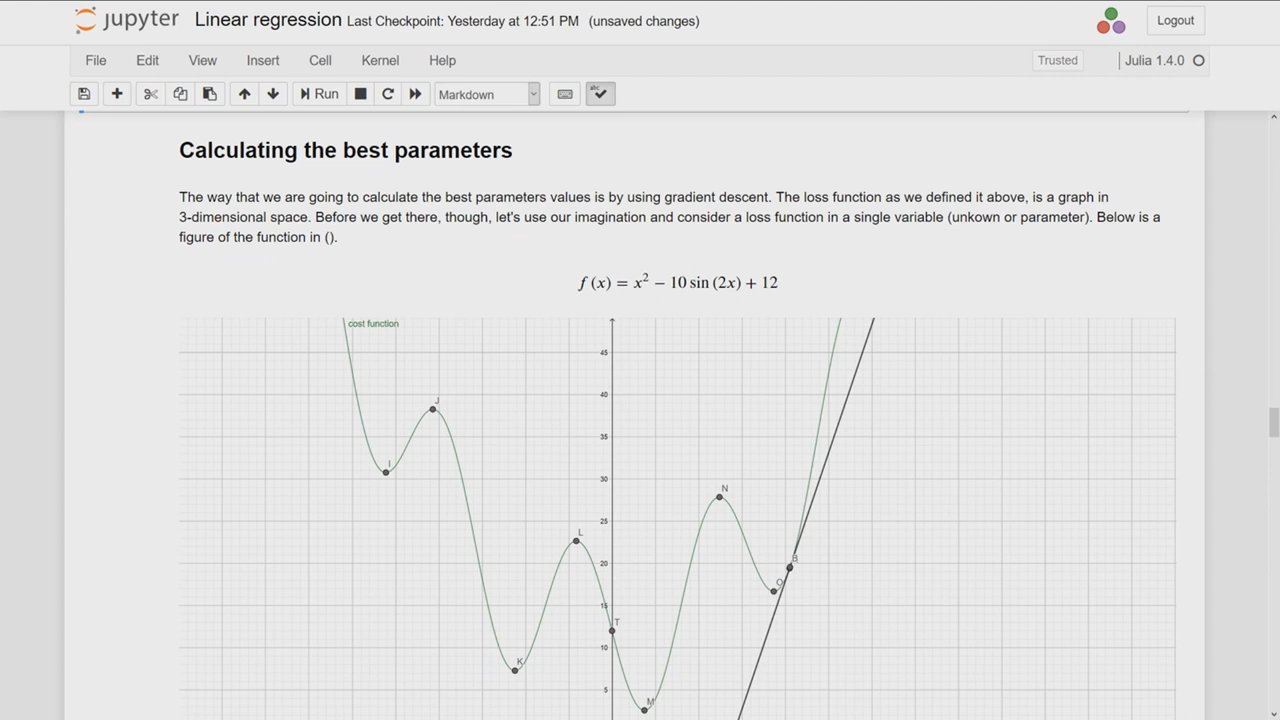 jupyter Linear regression Last Checkpoint: Yesterday at 12:51 PM (unsaved changes) Logout
File Edit View Insert Cell Kernel Help Trusted Julia 1.4.0
Run Markdown abc
Calculating the best parameters
The way that we are going to calculate the best parameters values is by using gradient descent. The loss function as we defined it above, is a graph in
3-dimensional space. Before we get there, though, let's use our imagination and consider a loss function in a single variable (unkown or parameter). Below is a
figure of the function in ().
f (x) = x² − 10 sin (2x) + 12
cost function
45
J
40
35
I
30
N
25
L
20
B
O
15
T
10
K
5
M